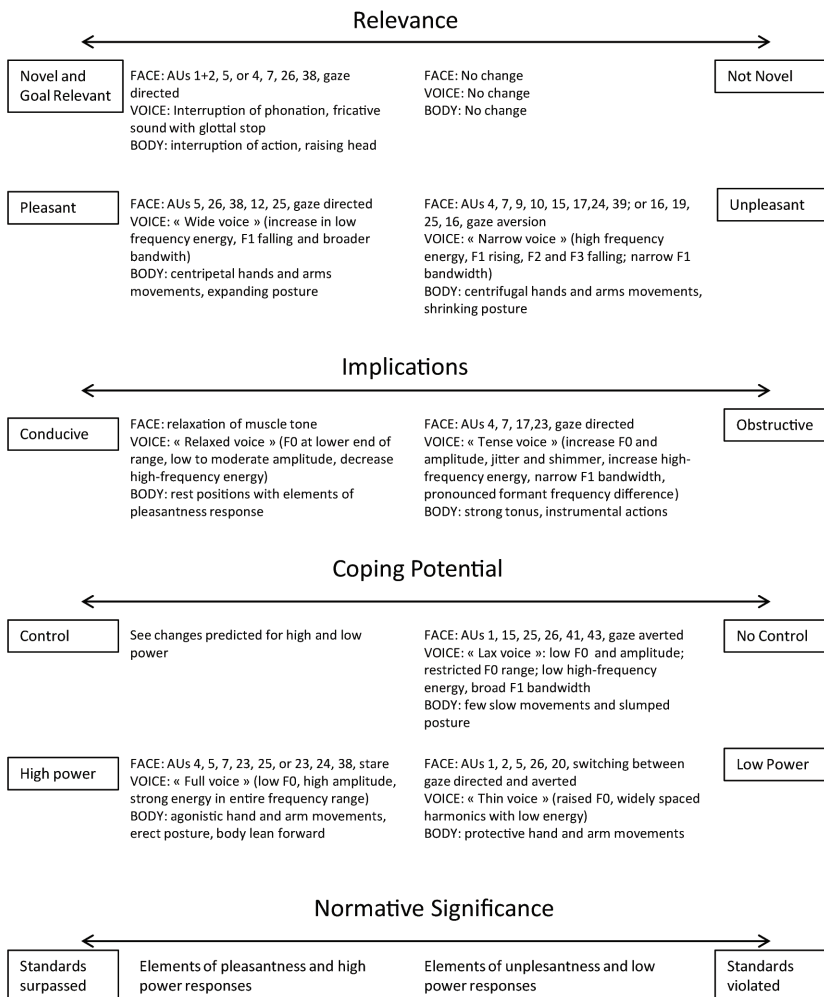 Relevance
Novel and
Goal Relevant
FACE: AUs 1+2, 5, or 4, 7, 26, 38, gaze
directed
VOICE: Interruption of phonation, fricative
sound with glottal stop
BODY: interruption of action, raising head
FACE: No change
VOICE: No change
BODY: No change
Not Novel
Pleasant
FACE: AUs 5, 26, 38, 12, 25, gaze directed
VOICE: « Wide voice » (increase in low
frequency energy, F1 falling and broader
bandwith)
BODY: centripetal hands and arms
movements, expanding posture
FACE: AUs 4, 7, 9, 10, 15, 17,24, 39; or 16, 19,
25, 16, gaze aversion
VOICE: « Narrow voice » (high frequency
energy, F1 rising, F2 and F3 falling; narrow F1
bandwidth)
BODY: centrifugal hands and arms movements,
shrinking posture
Unpleasant
Implications
Conducive
FACE: relaxation of muscle tone
VOICE: « Relaxed voice » (F0 at lower end of
range, low to moderate amplitude, decrease
high-frequency energy)
BODY: rest positions with elements of
pleasantness response
FACE: AUs 4, 7, 17,23, gaze directed
VOICE: « Tense voice » (increase F0 and
amplitude, jitter and shimmer, increase high-
frequency energy, narrow F1 bandwidth,
pronounced formant frequency difference)
BODY: strong tonus, instrumental actions
Obstructive
Coping Potential
Control
See changes predicted for high and low
power
FACE: AUs 1, 15, 25, 26, 41, 43, gaze averted
VOICE: « Lax voice »: low F0 and amplitude;
restricted F0 range; low high-frequency
energy, broad F1 bandwidth
BODY: few slow movements and slumped
posture
No Control
High power
FACE: AUs 4, 5, 7, 23, 25, or 23, 24, 38, stare
VOICE: « Full voice » (low F0, high amplitude,
strong energy in entire frequency range)
BODY: agonistic hand and arm movements,
erect posture, body lean forward
FACE: AUs 1, 2, 5, 26, 20, switching between
gaze directed and averted
VOICE: « Thin voice » (raised F0, widely spaced
harmonics with low energy)
BODY: protective hand and arm movements
Low Power
Normative Significance
Standards
surpassed
Elements of pleasantness and high
power responses
Elements of unplesantness and low
power responses
Standards
violated